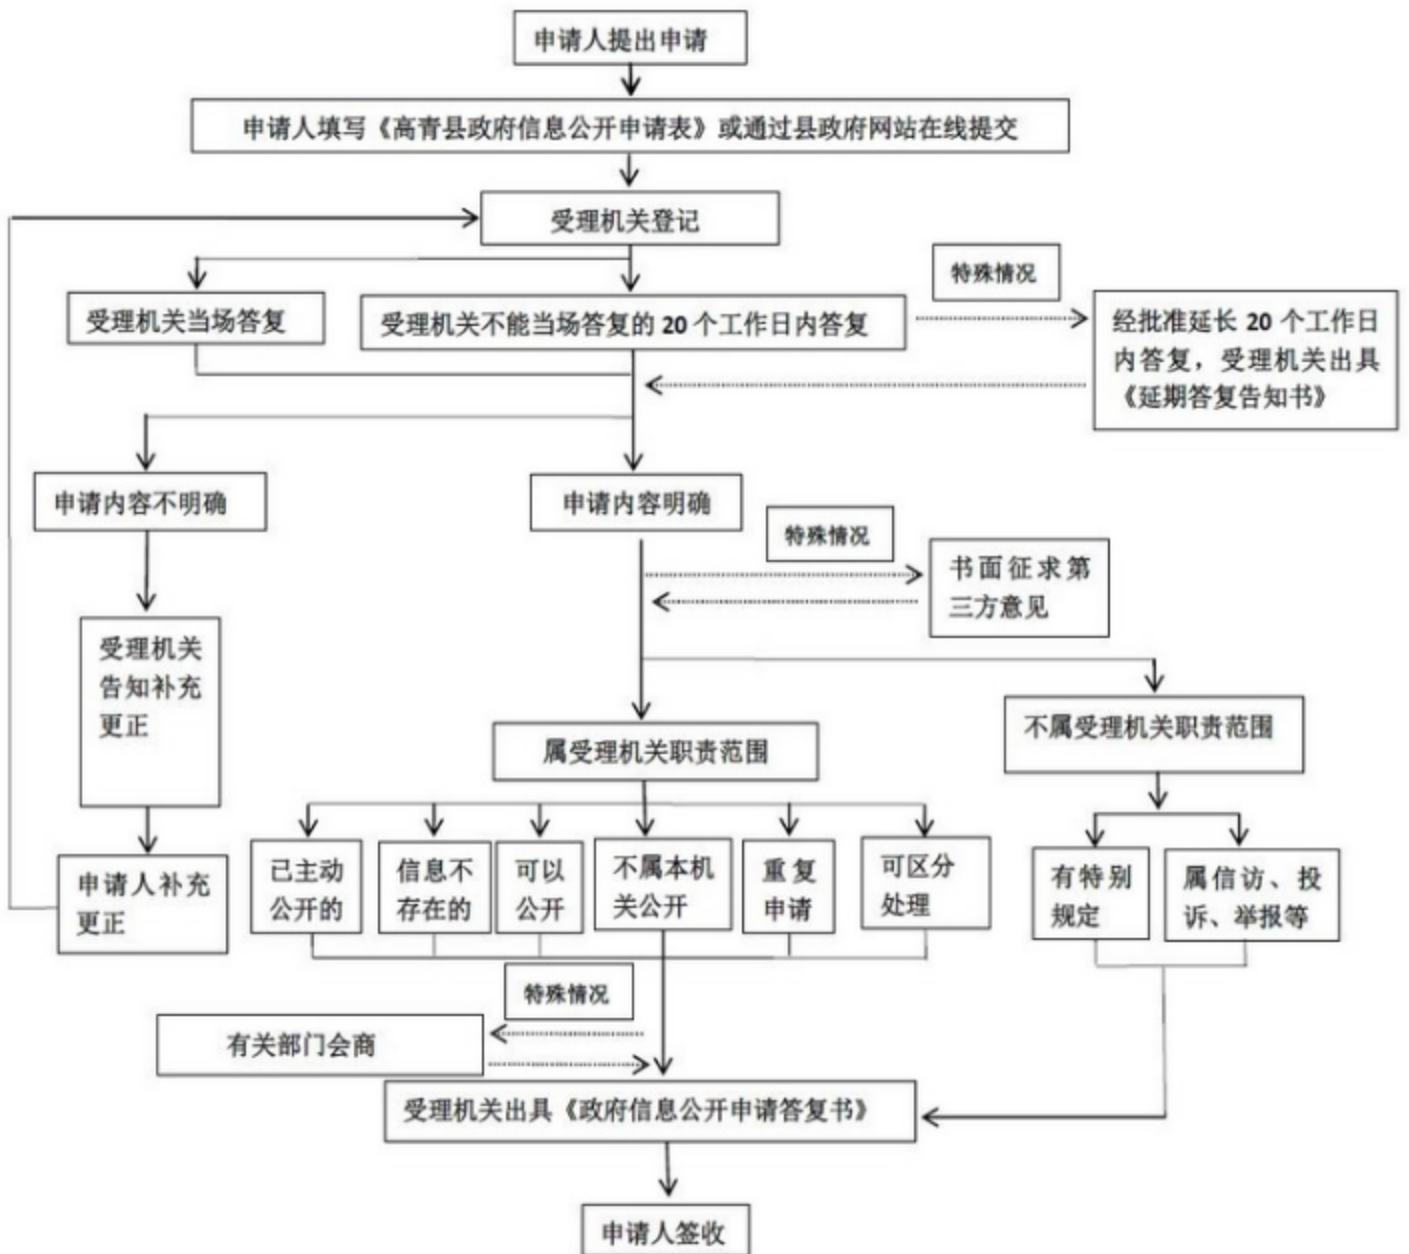 申请人提出申请
申请人填写《高青县政府信息公开申请表》或通过县政府网站在线提交
受理机关登记
特殊情况
受理机关当场答复
受理机关不能当场答复的 20 个工作日内答复
经批准延长 20 个工作日
内答复，受理机关出具
《延期答复告知书》
申请内容不明确
申请内容明确
特殊情况
书面征求第
三方意见
受理机关
告知补充
更正
属受理机关职责范围
不属受理机关职责范围
申请人补充
更正
已主动
公开的
信息不
存在的
可以
公开
不属本机
关公开
重复
申请
可区分
处理
有特别
规定
属信访、投
诉、举报等
特殊情况
有关部门会商
受理机关出具《政府信息公开申请答复书》
申请人签收